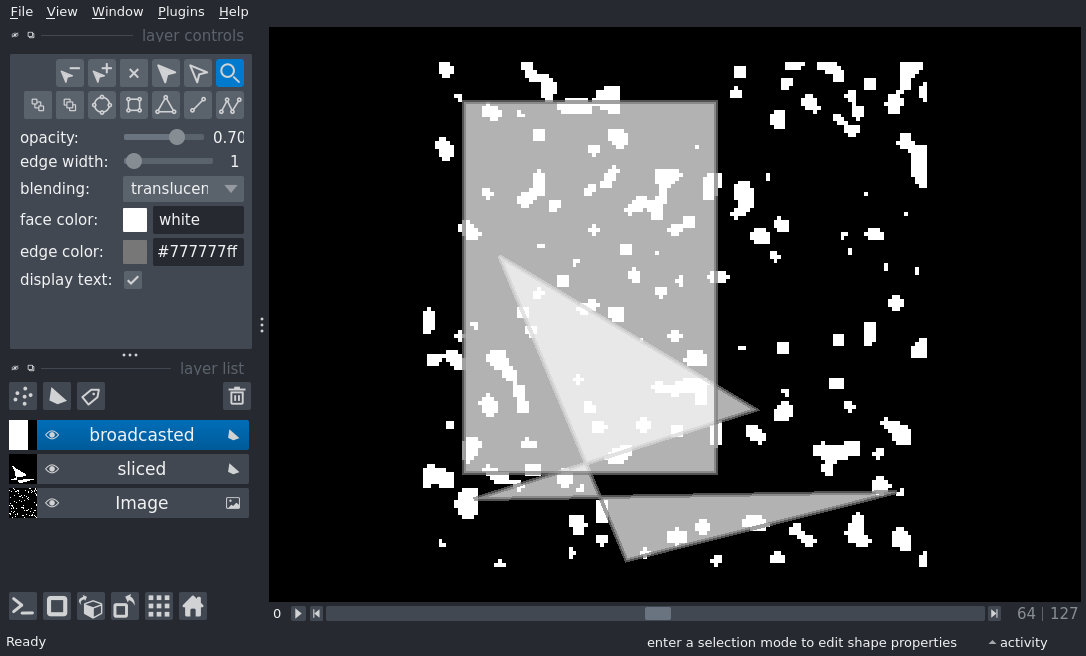 File View Window Plugins Help
layer controls
opacity: 0.70
edge width: 1
blending: translucen
face color: white
edge color: #777777ff
display text:
layer list
broadcasted
sliced
Image
0 64 | 127
Ready enter a selection mode to edit shape properties activity